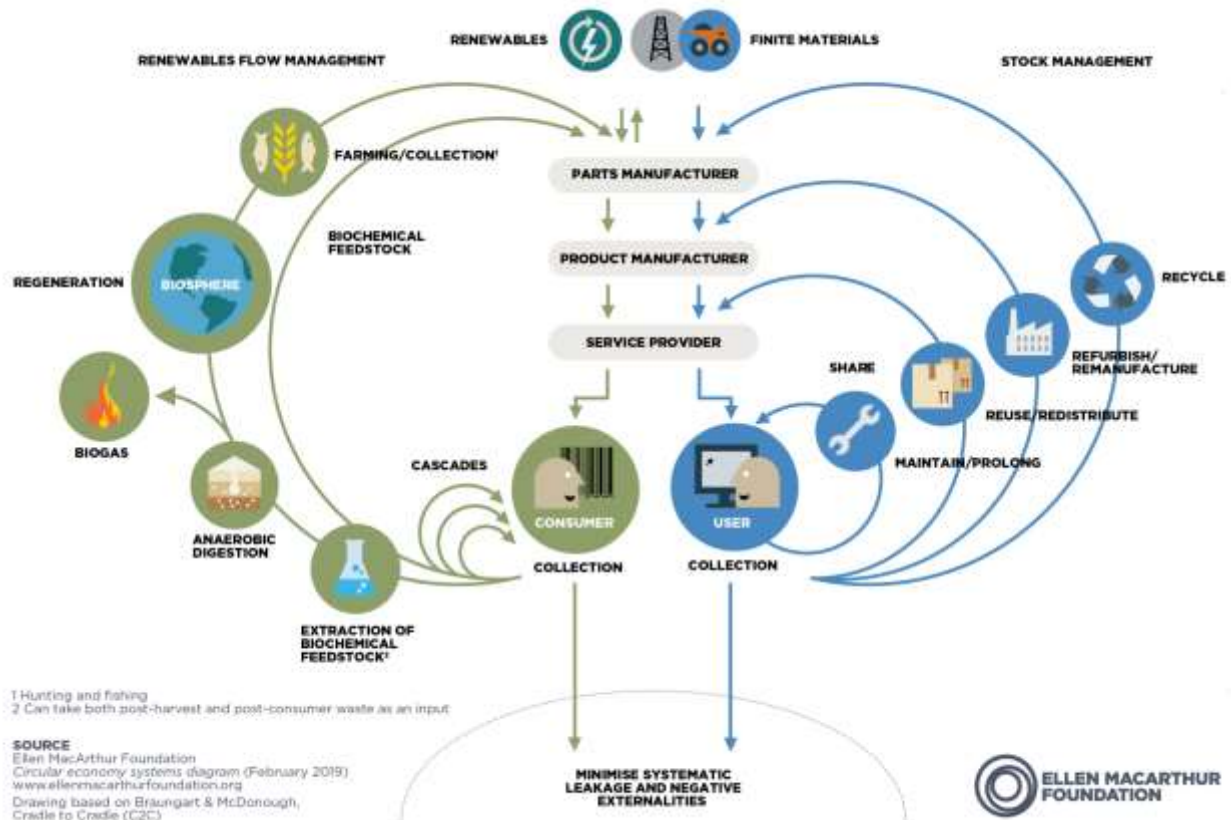 RENEWABLES
FINITE MATERIALS
RENEWABLES FLOW MANAGEMENT
STOCK MANAGEMENT
FARMING/COLLECTION¹
PARTS MANUFACTURER
BIOCHEMICAL
FEEDSTOCK
PRODUCT MANUFACTURER
REGENERATION
BIOSPHERE
RECYCLE
SERVICE PROVIDER
SHARE
REFURBISH/
REMANUFACTURE
REUSE/REDISTRIBUTE
BIOGAS
CASCADES
MAINTAIN/PROLONG
CONSUMER
USER
ANAEROBIC
DIGESTION
COLLECTION
COLLECTION
EXTRACTION OF
BIOCHEMICAL
FEEDSTOCK²
1 Hunting and fishing
2 Can take both post-harvest and post-consumer waste as an input
SOURCE
Ellen MacArthur Foundation
Circular economy systems diagram (February 2019)
www.ellenmacarthurfoundation.org
Drawing based on Braungart & McDonough,
Cradle to Cradle (C2C)
MINIMISE SYSTEMATIC
LEAKAGE AND NEGATIVE
EXTERNALITIES
ELLEN MACARTHUR
FOUNDATION